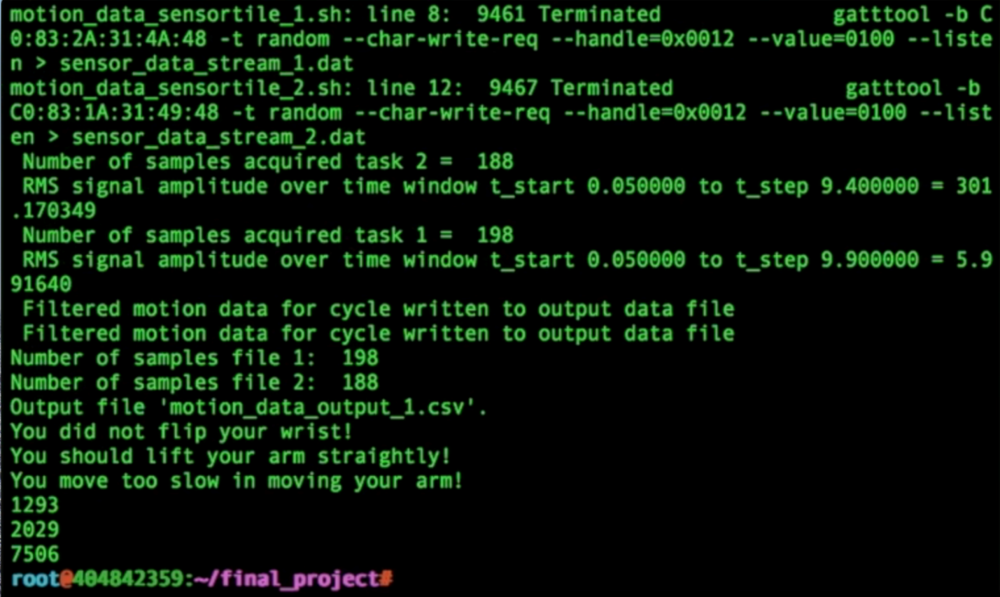 motion_data_sensortile_1.sh: line 8:  9461 Terminated              gatttool -b C
0:83:2A:31:4A:48 -t random --char-write-req --handle=0x0012 --value=0100 --liste
n > sensor_data_stream_1.dat
motion_data_sensortile_2.sh: line 12:  9467 Terminated              gatttool -b
C0:83:1A:31:49:48 -t random --char-write-req --handle=0x0012 --value=0100 --list
en > sensor_data_stream_2.dat
 Number of samples acquired task 2 =  188
 RMS signal amplitude over time window t_start 0.050000 to t_step 9.400000 = 301
.170349
 Number of samples acquired task 1 =  198
 RMS signal amplitude over time window t_start 0.050000 to t_step 9.900000 = 5.9
91640
 Filtered motion data for cycle written to output data file
 Filtered motion data for cycle written to output data file
Number of samples file 1:  198
Number of samples file 2:  188
Output file 'motion_data_output_1.csv'.
You did not flip your wrist!
You should lift your arm straightly!
You move too slow in moving your arm!
1293
2029
7506
root@404842359:~/final_project#